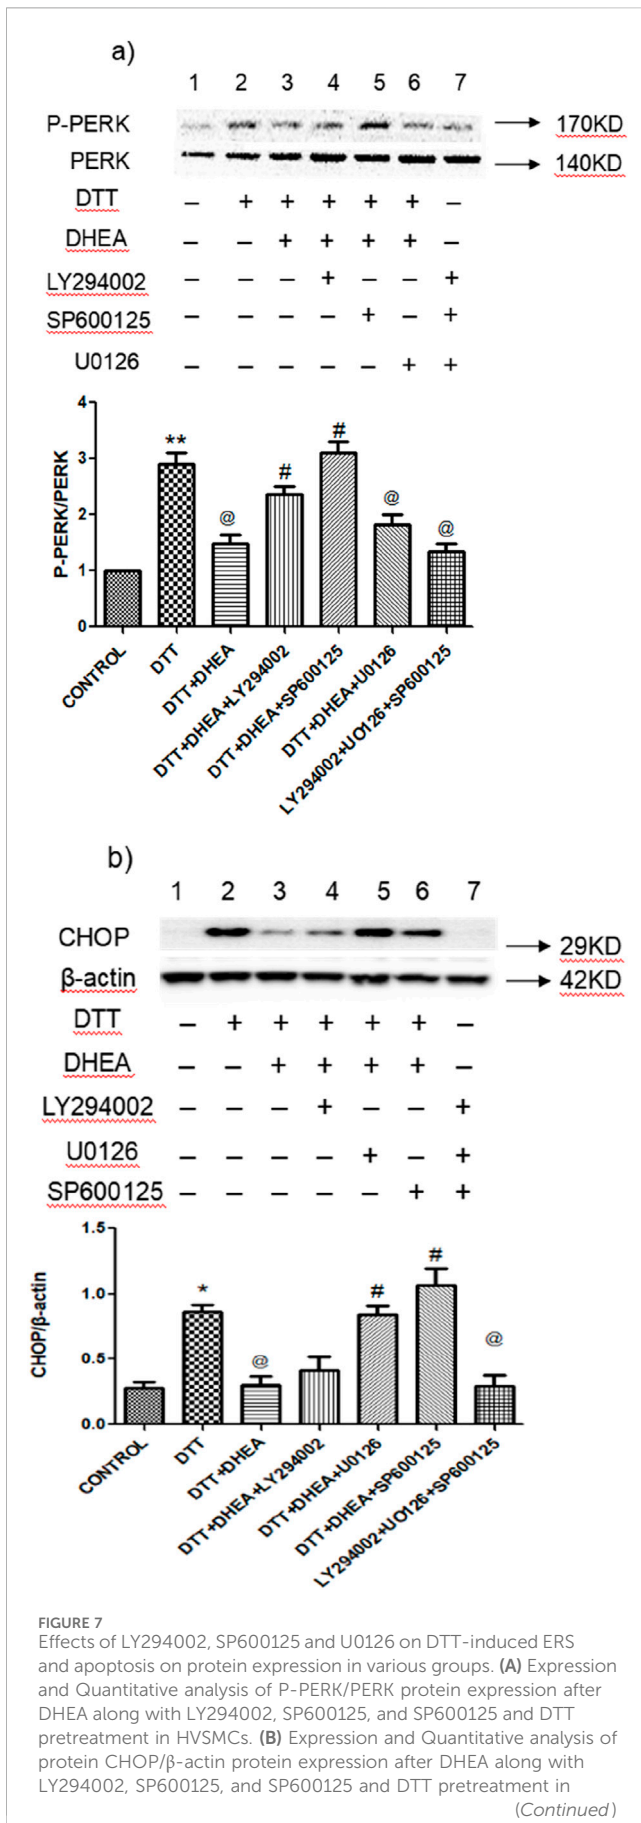 a)
1 2 3 4 5 6 7
P-PERK → 170KD
PERK → 140KD
DTT – + + + + + –
DHEA – – + + + + –
LY294002 – – – + – – +
SP600125 – – – – + – +
U0126 – – – – – + +
4
3
2
1
0
P-PERK/PERK
** @ # # @ @
CONTROL
DTT
DTT+DHEA
DTT+DHEA+LY294002
DTT+DHEA+SP600125
DTT+DHEA+U0126
LY294002+UO126+SP600125
b)
1 2 3 4 5 6 7
CHOP → 29KD
β-actin → 42KD
DTT – + + + + + –
DHEA – – + + + + –
LY294002 – – – + – – +
U0126 – – – – + – +
SP600125 – – – – – + +
1.5
1.0
0.5
0.0
CHOP/β-actin
* @ # # @
CONTROL
DTT
DTT+DHEA
DTT+DHEA+LY294002
DTT+DHEA+U0126
DTT+DHEA+SP600125
LY294002+UO126+SP600125
FIGURE 7
Effects of LY294002, SP600125 and U0126 on DTT-induced ERS
and apoptosis on protein expression in various groups. (A) Expression
and Quantitative analysis of P-PERK/PERK protein expression after
DHEA along with LY294002, SP600125, and SP600125 and DTT
pretreatment in HVSMCs. (B) Expression and Quantitative analysis of
protein CHOP/β-actin protein expression after DHEA along with
LY294002, SP600125, and SP600125 and DTT pretreatment in
(Continued)